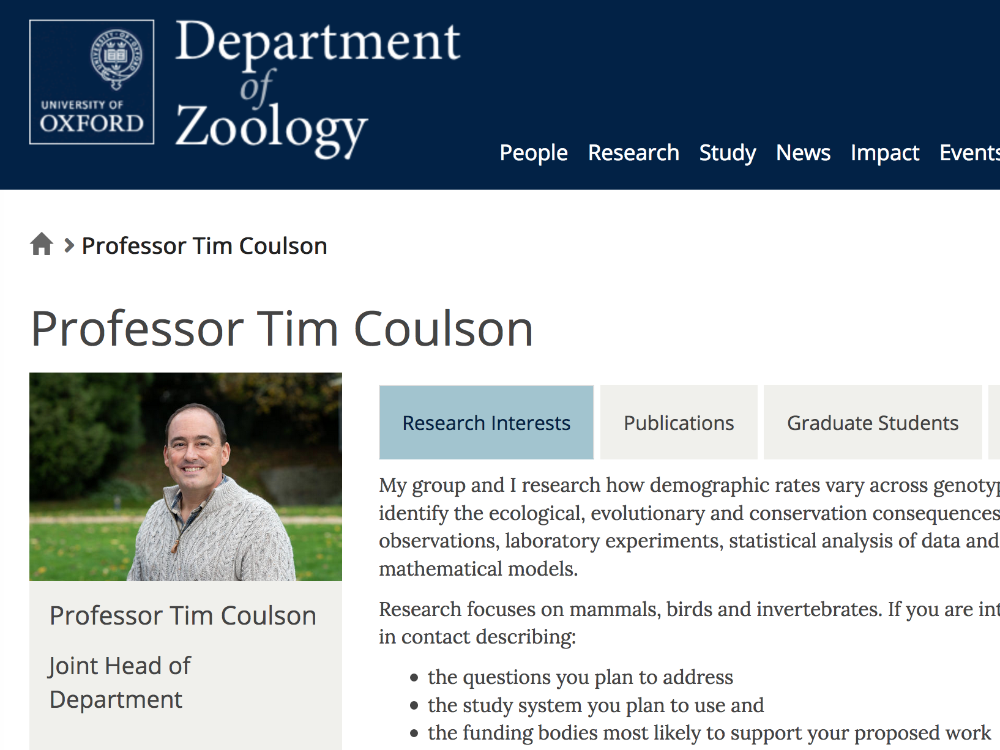 UNIVERSITY OF OXFORD
UNIVERSITY OF
OXFORD
Department
of
Zoology
People Research Study News Impact Events
Professor Tim Coulson
Professor Tim Coulson
Research Interests Publications Graduate Students
My group and I research how demographic rates vary across genotyp
identify the ecological, evolutionary and conservation consequences
observations, laboratory experiments, statistical analysis of data and
mathematical models.
Research focuses on mammals, birds and invertebrates. If you are int
in contact describing:
• the questions you plan to address
• the study system you plan to use and
• the funding bodies most likely to support your proposed work
Professor Tim Coulson
Joint Head of
Department